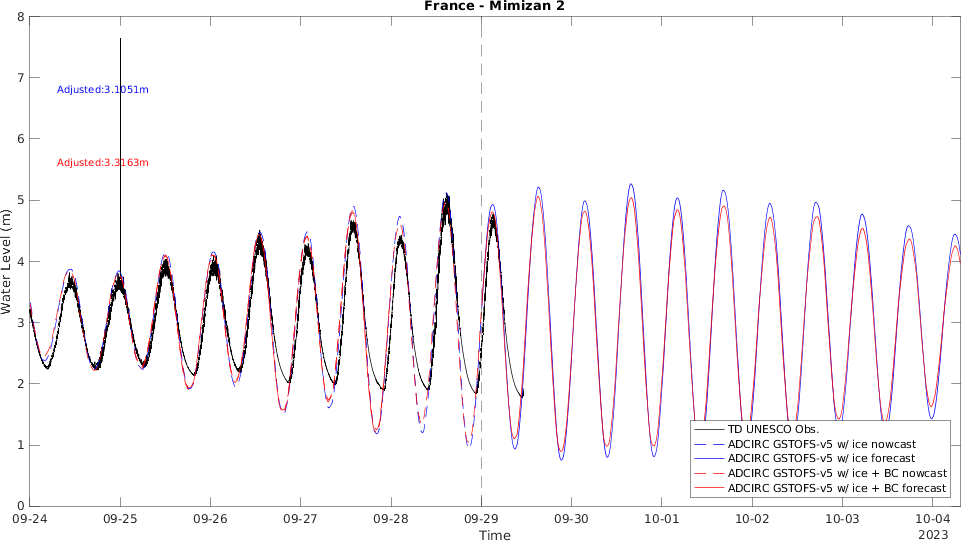 France - Mimizan 2
8
7
6
5
4
3
2
1
0
Water Level (m)
Adjusted:3.1051m
Adjusted:3.3163m
TD UNESCO Obs.
ADCIRC GSTOFS-v5 w/ ice nowcast
ADCIRC GSTOFS-v5 w/ ice forecast
ADCIRC GSTOFS-v5 w/ ice + BC nowcast
ADCIRC GSTOFS-v5 w/ ice + BC forecast
09-24 09-25 09-26 09-27 09-28 09-29 09-30 10-01 10-02 10-03 10-04
Time
2023